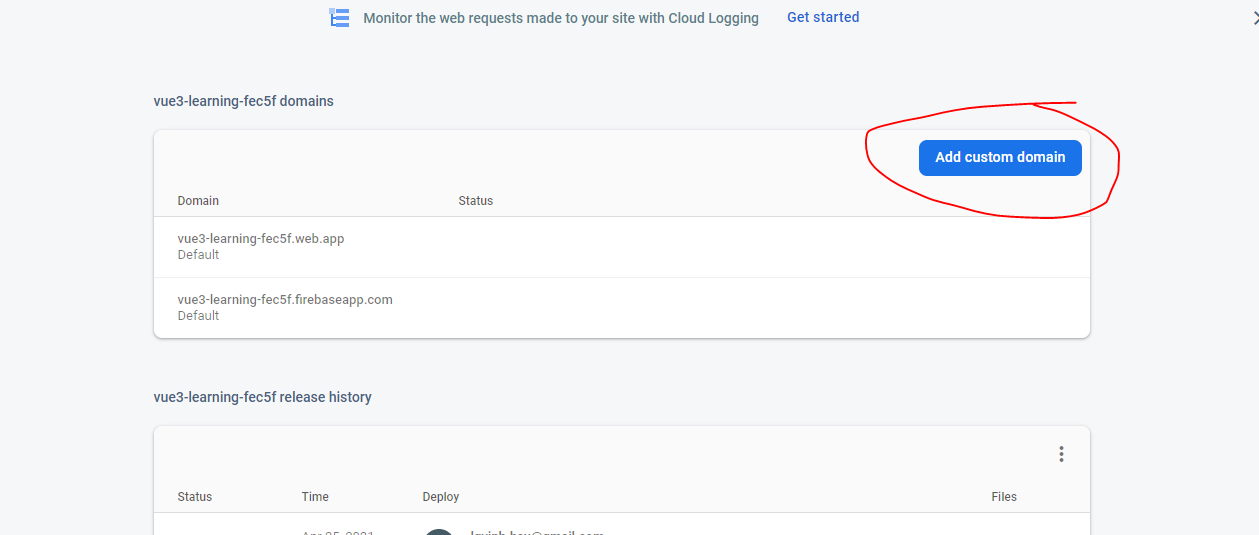 Monitor the web requests made to your site with Cloud Logging Get started
vue3-learning-fec5f domains
Add custom domain
Domain Status
vue3-learning-fec5f.web.app
Default
vue3-learning-fec5f.firebaseapp.com
Default
vue3-learning-fec5f release history
Status Time Deploy Files